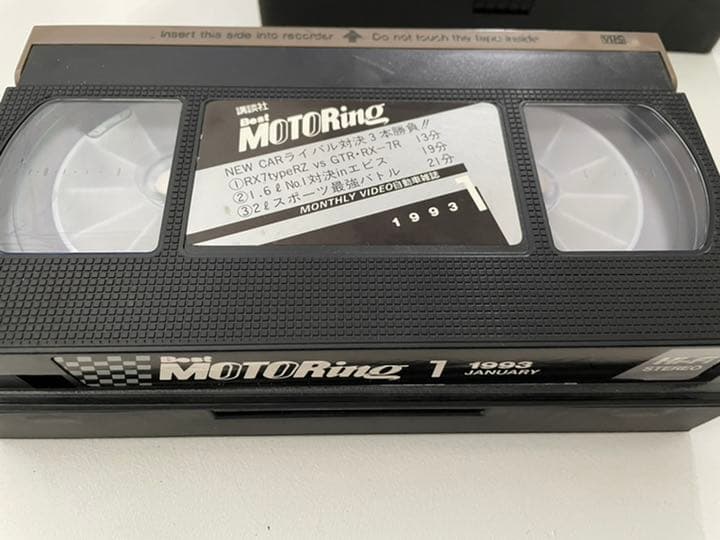 Insert this side into recorder Do not touch the tape inside VHS
講談社
Best
MOTORing
NEW CARライバル対決3本勝負!!
①RX7typeRZ vs GTR・RX-7R 13分
②1.6ℓ No.1対決inエビス 19分
③2ℓスポーツ最強バトル 21分
MONTHLY VIDEO自動車雑誌
1993 1
Best
MOTORing 1 1993
JANUARY
Hi-Fi
STEREO